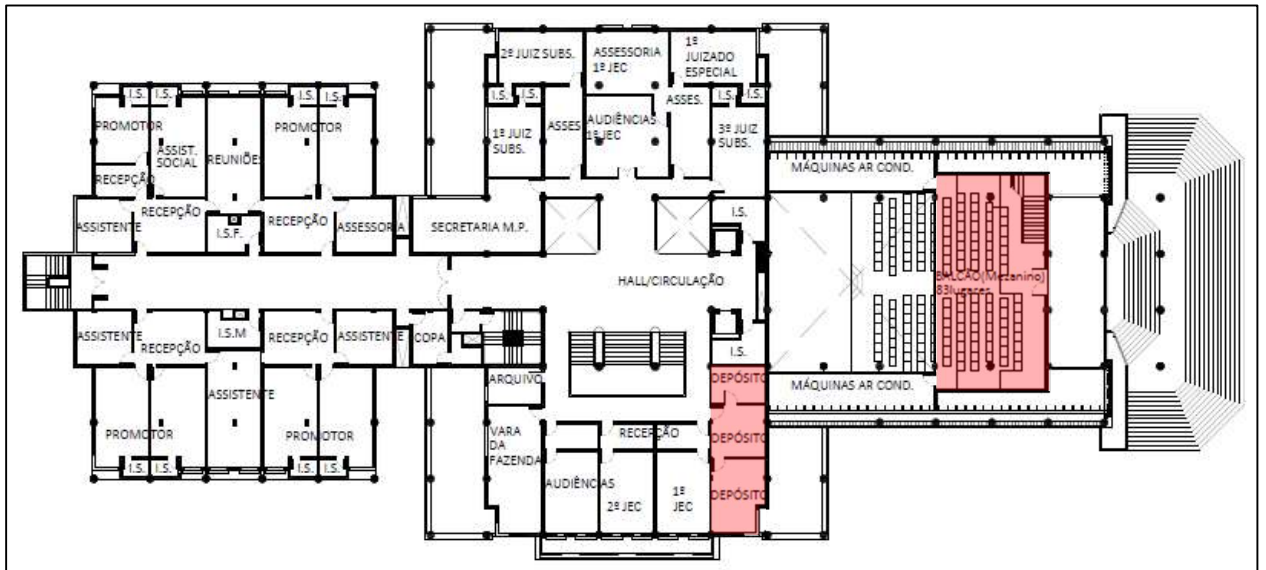 2º JUIZ SUBS.
ASSESSORIA
1º JEC
1º
JUIZADO
ESPECIAL
I.S. I.S.
I.S. I.S.
I.S. I.S.
I.S. I.S.
PROMOTOR
ASSIST.
SOCIAL
REUNIÕES
PROMOTOR
RECEPÇÃO
1º JUIZ
SUBS.
ASSES
AUDIÊNCIAS
1º JEC
ASSES.
3º JUIZ
SUBS.
MÁQUINAS AR COND.
ASSISTENTE
RECEPÇÃO
I.S.F.
RECEPÇÃO
ASSESSORIA
SECRETARIA M.P.
I.S.
HALL/CIRCULAÇÃO
BALCÃO(Mezanino)
83lugares
ASSISTENTE
RECEPÇÃO
I.S.M
RECEPÇÃO
ASSISTENTE
COPA
I.S.
MÁQUINAS AR COND.
ASSISTENTE
ARQUIVO
DEPÓSITO
PROMOTOR
PROMOTOR
VARA
DA
FAZENDA
RECEPÇÃO
DEPÓSITO
I.S. I.S.
I.S. I.S.
AUDIÊNCIAS
2º JEC
1º
JEC
DEPÓSITO